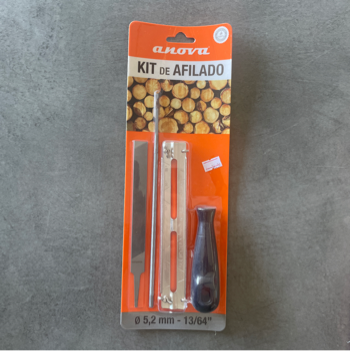 anova
KIT DE AFILADO
Ø 5,2 mm - 13/64"